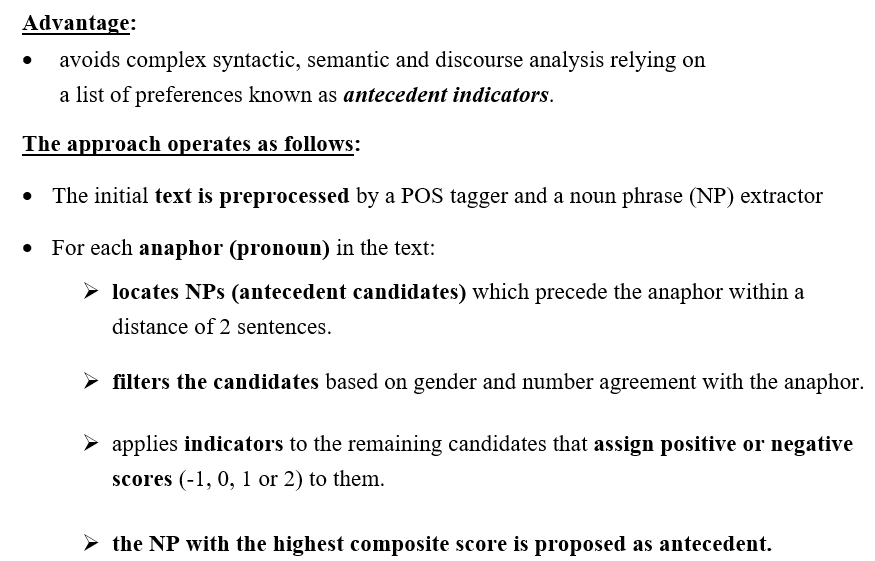 Advantage:
• avoids complex syntactic, semantic and discourse analysis relying on
a list of preferences known as antecedent indicators.
The approach operates as follows:
• The initial text is preprocessed by a POS tagger and a noun phrase (NP) extractor
• For each anaphor (pronoun) in the text:
➢ locates NPs (antecedent candidates) which precede the anaphor within a
distance of 2 sentences.
➢ filters the candidates based on gender and number agreement with the anaphor.
➢ applies indicators to the remaining candidates that assign positive or negative
scores (-1, 0, 1 or 2) to them.
➢ the NP with the highest composite score is proposed as antecedent.